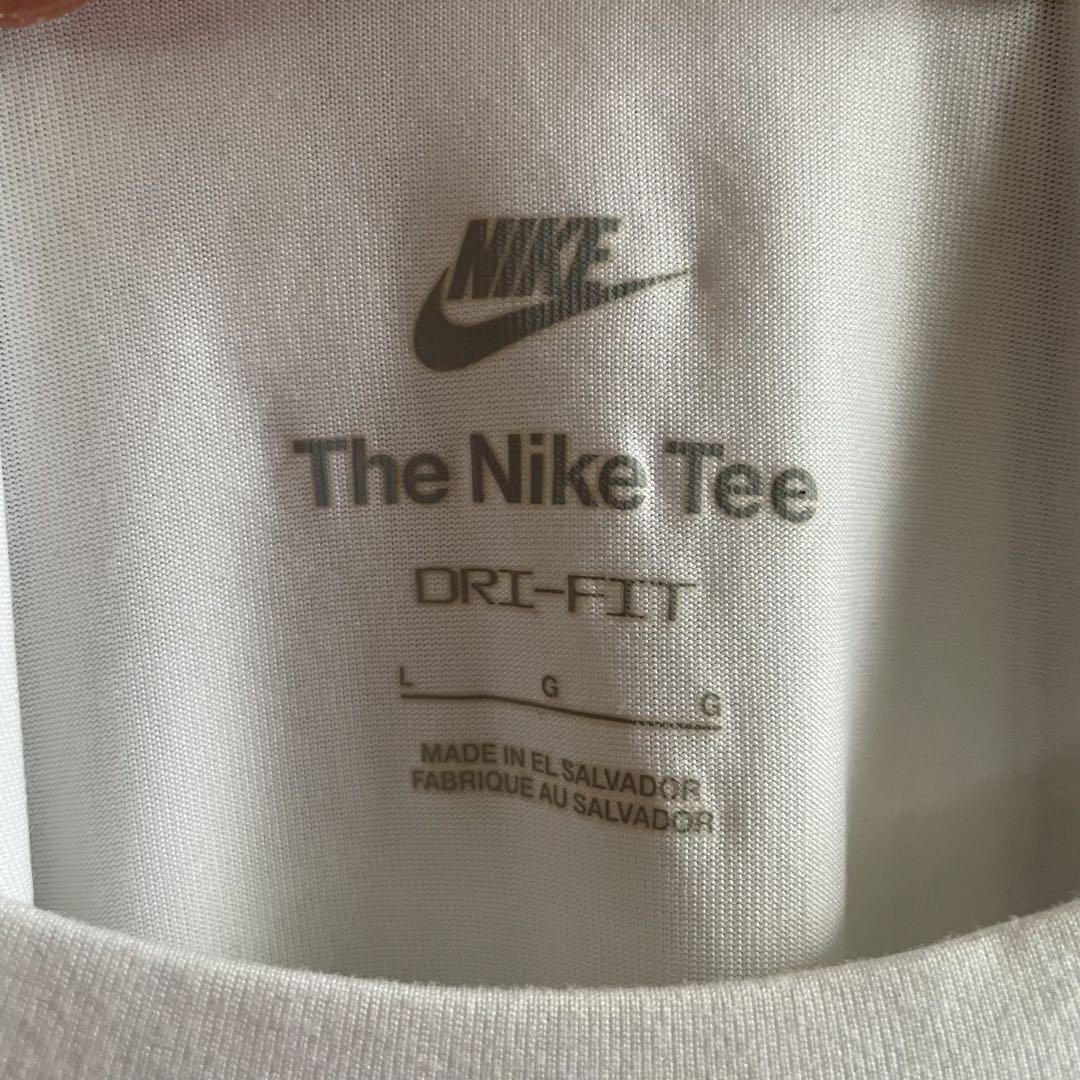 NIKE
The Nike Tee
DRI-FIT
L G G
MADE IN EL SALVADOR
FABRIQUE AU SALVADOR